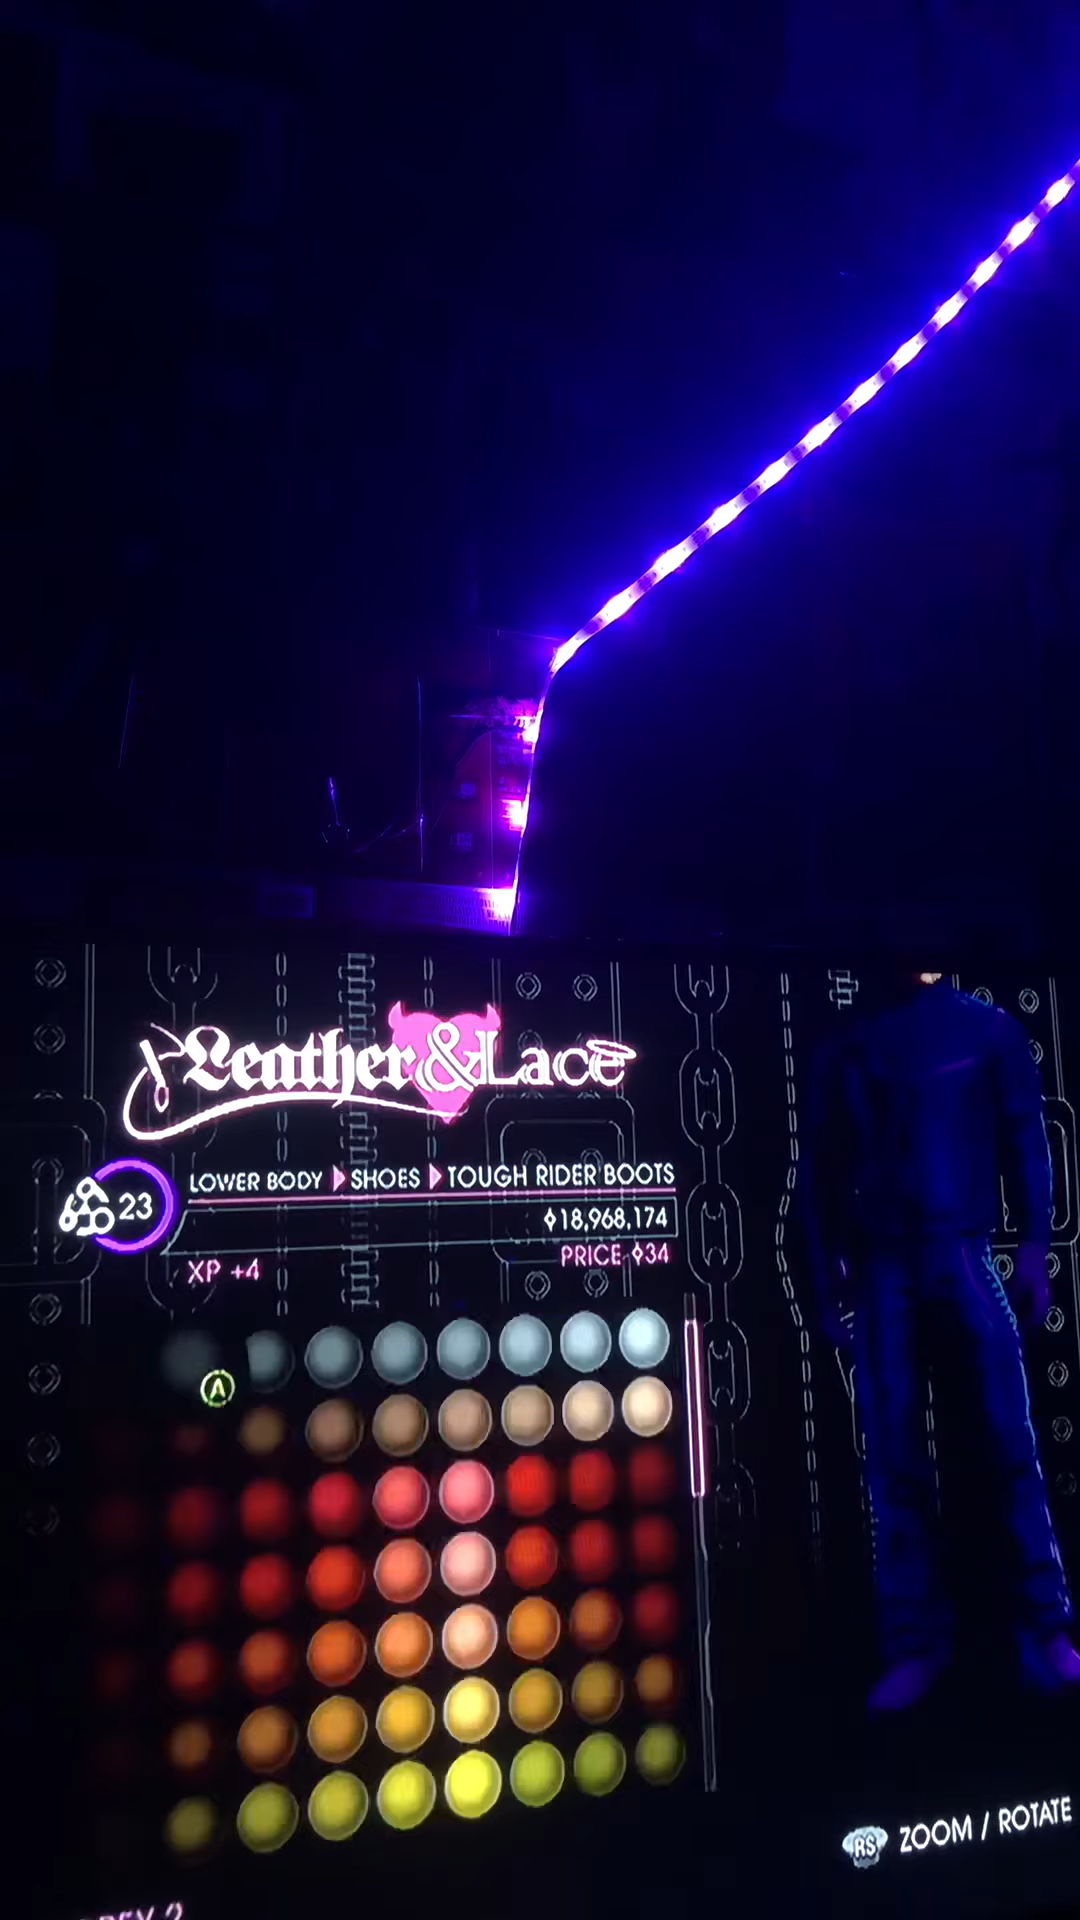 Leather & Lace
23
LOWER BODY SHOES TOUGH RIDER BOOTS
18,968,174
XP +4
PRICE 34
A
RS ZOOM / ROTATE